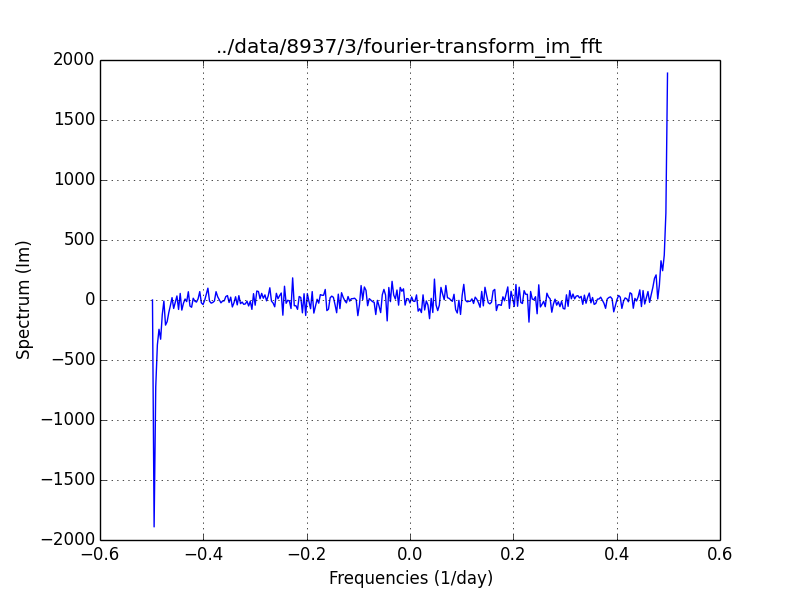 ../data/8937/3/fourier-transform_im_fft
2000
1500
1000
500
0
−500
−1000
−1500
−2000
Spectrum (Im)
−0.6 −0.4 −0.2 0.0 0.2 0.4 0.6
Frequencies (1/day)